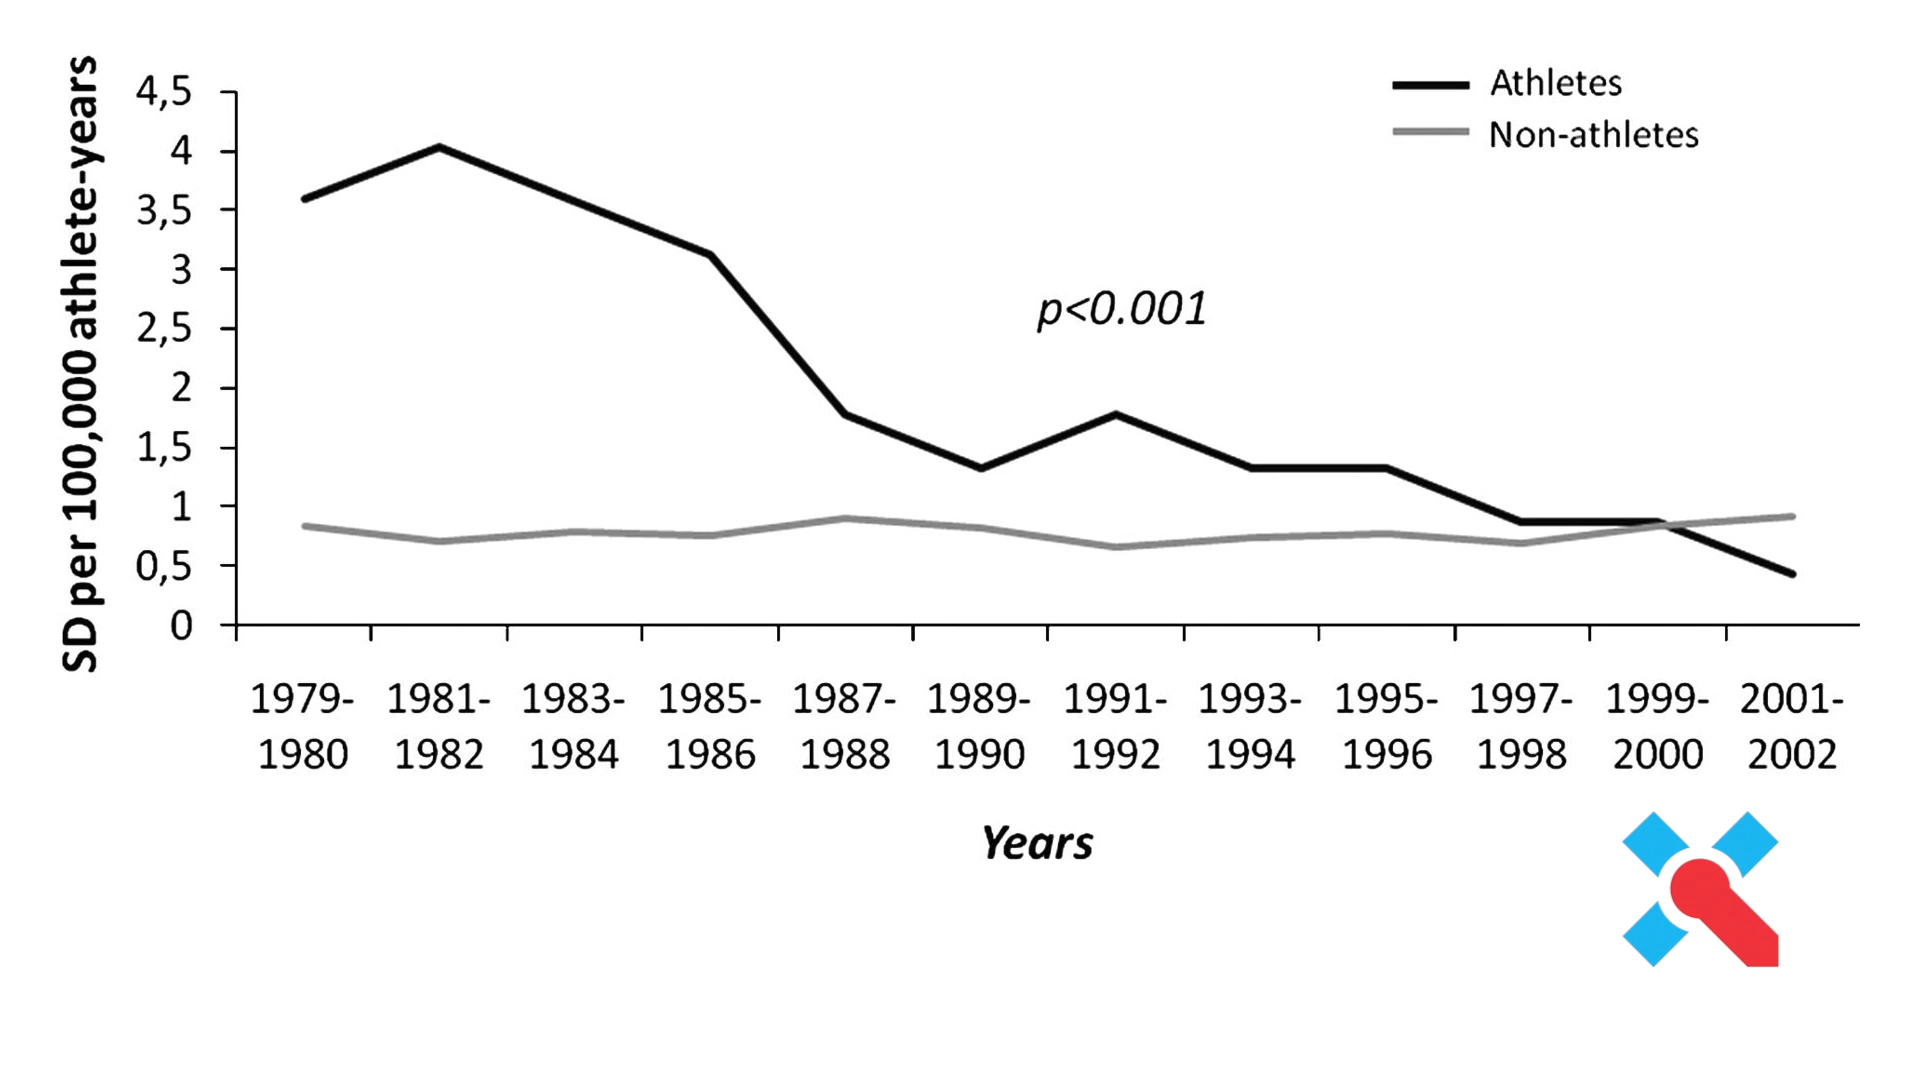 SD per 100,000 athlete-years
4,5
4
3,5
3
2,5
2
1,5
1
0,5
0
Athletes
Non-athletes
p<0.001
1979- 1981- 1983- 1985- 1987- 1989- 1991- 1993- 1995- 1997- 1999- 2001-
1980 1982 1984 1986 1988 1990 1992 1994 1996 1998 2000 2002
Years